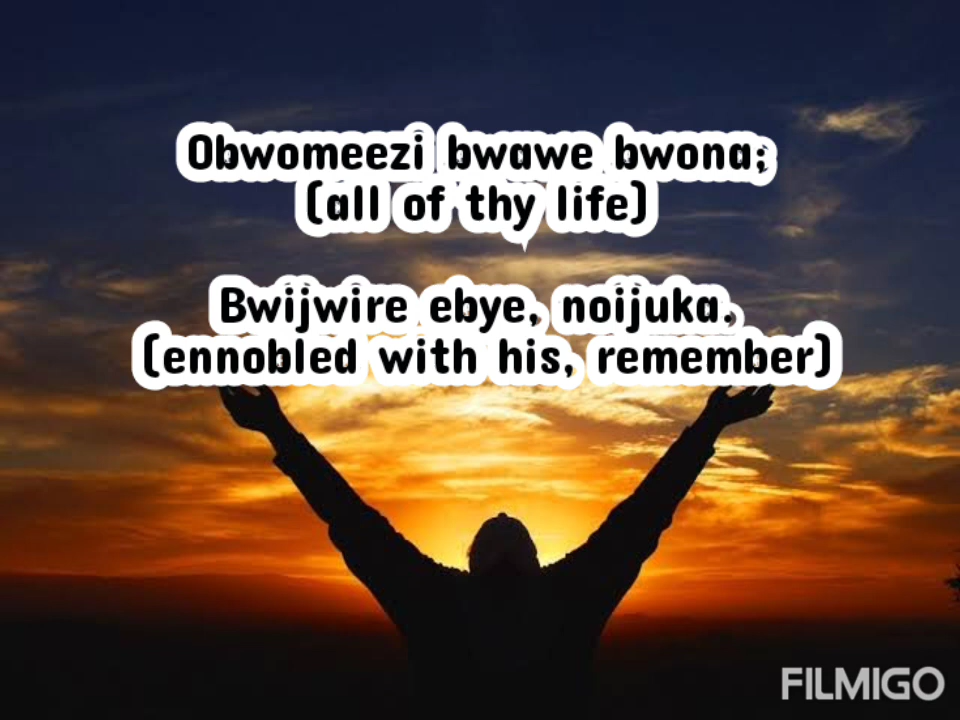 Obwomeezi bwawe bwona;
(all of thy life)
Bwijwire ebye, noijuka.
(ennobled with his, remember)
FILMIGO